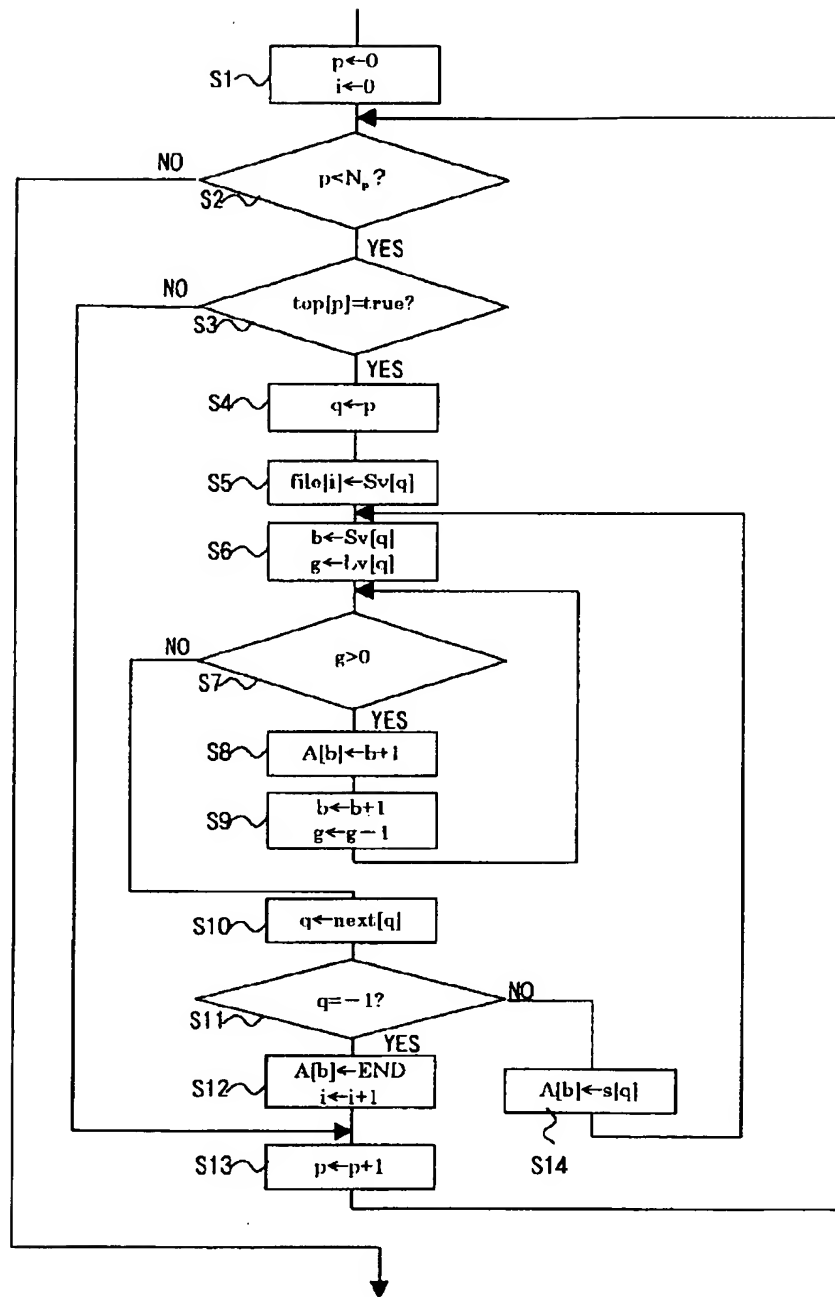 S1
p←0
i←0
NO
p<Nₚ?
S2
YES
NO
top[p]=true?
S3
YES
S4
q←p
S5
file[i]←Sv[q]
S6
b←Sv[q]
g←Lv[q]
NO
g>0
S7
YES
S8
A[b]←b+1
S9
b←b+1
g←g−1
S10
q←next[q]
q=−1?
NO
S11
YES
S12
A[b]←END
i←i+1
A[b]←s[q]
S13
p←p+1
S14